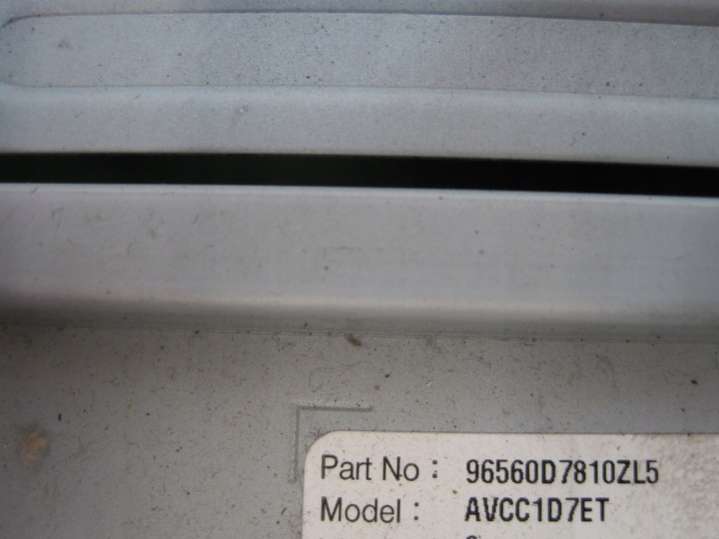 Part No : 96560D7810ZL5
Model : AVCC1D7ET